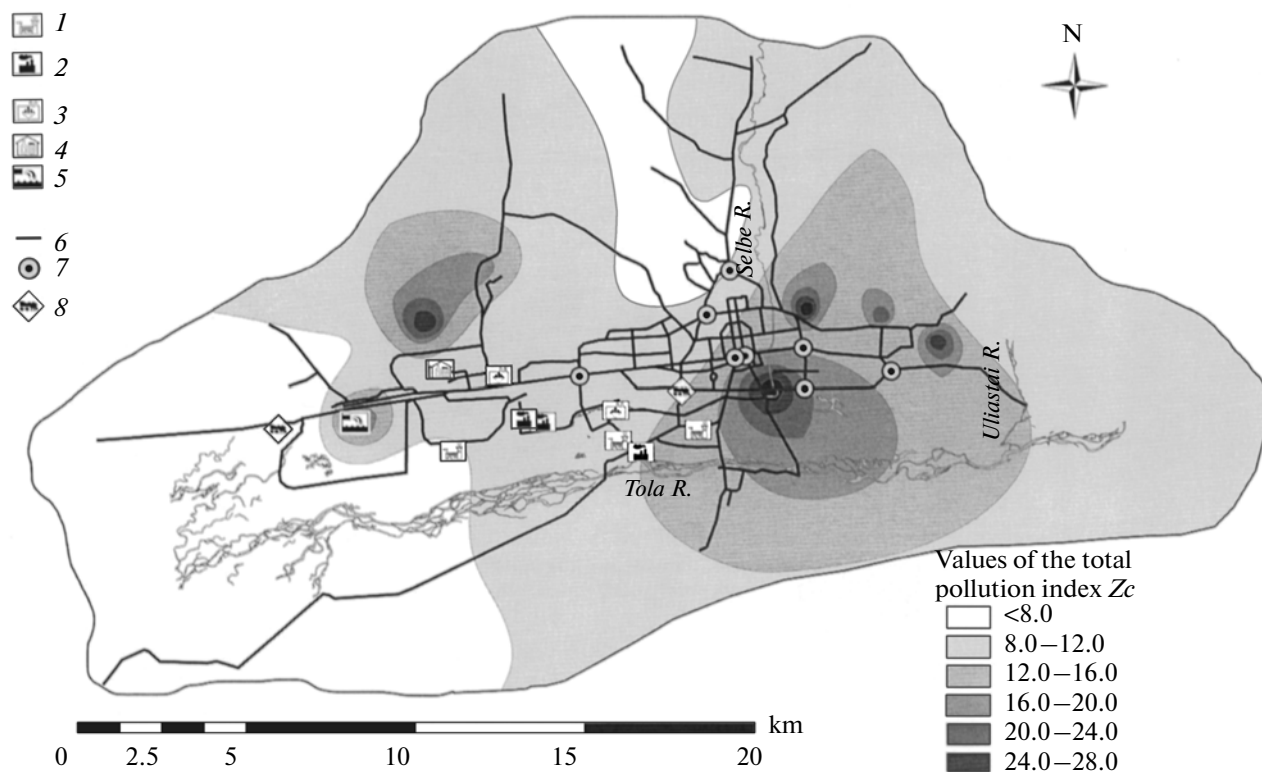 1
2
3
4
5
6
7
8
N
Selbe R.
Uliastai R.
Tola R.
Values of the total
pollution index Zc
<8.0
8.0–12.0
12.0–16.0
16.0–20.0
20.0–24.0
24.0–28.0
km
0 2.5 5 10 15 20